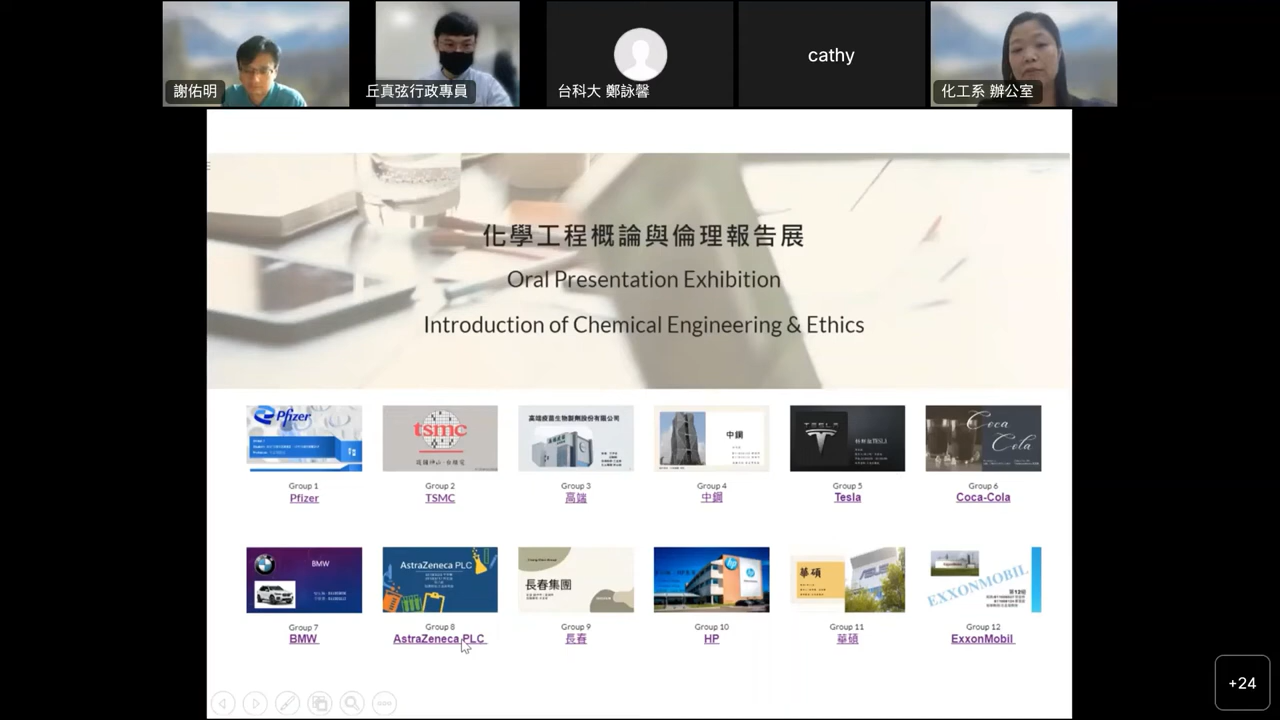 謝佑明
丘真弦行政專員
台科大 鄭詠馨
cathy
化工系 辦公室
化學工程概論與倫理報告展
Oral Presentation Exhibition
Introduction of Chemical Engineering & Ethics
Pfizer
tsmc
高端疫苗生物製劑股份有限公司
中鋼
TESLA
Coca
Cola
Group 1
Group 2
Group 3
Group 4
Group 5
Group 6
Pfizer
TSMC
高端
中鋼
Tesla
Coca-Cola
BMW
AstraZeneca PLC
長春集團
hp
華碩
EXXONMOBIL
第12組
Group 7
Group 8
Group 9
Group 10
Group 11
Group 12
BMW
AstraZeneca PLC
長春
HP
華碩
ExxonMobil
+24